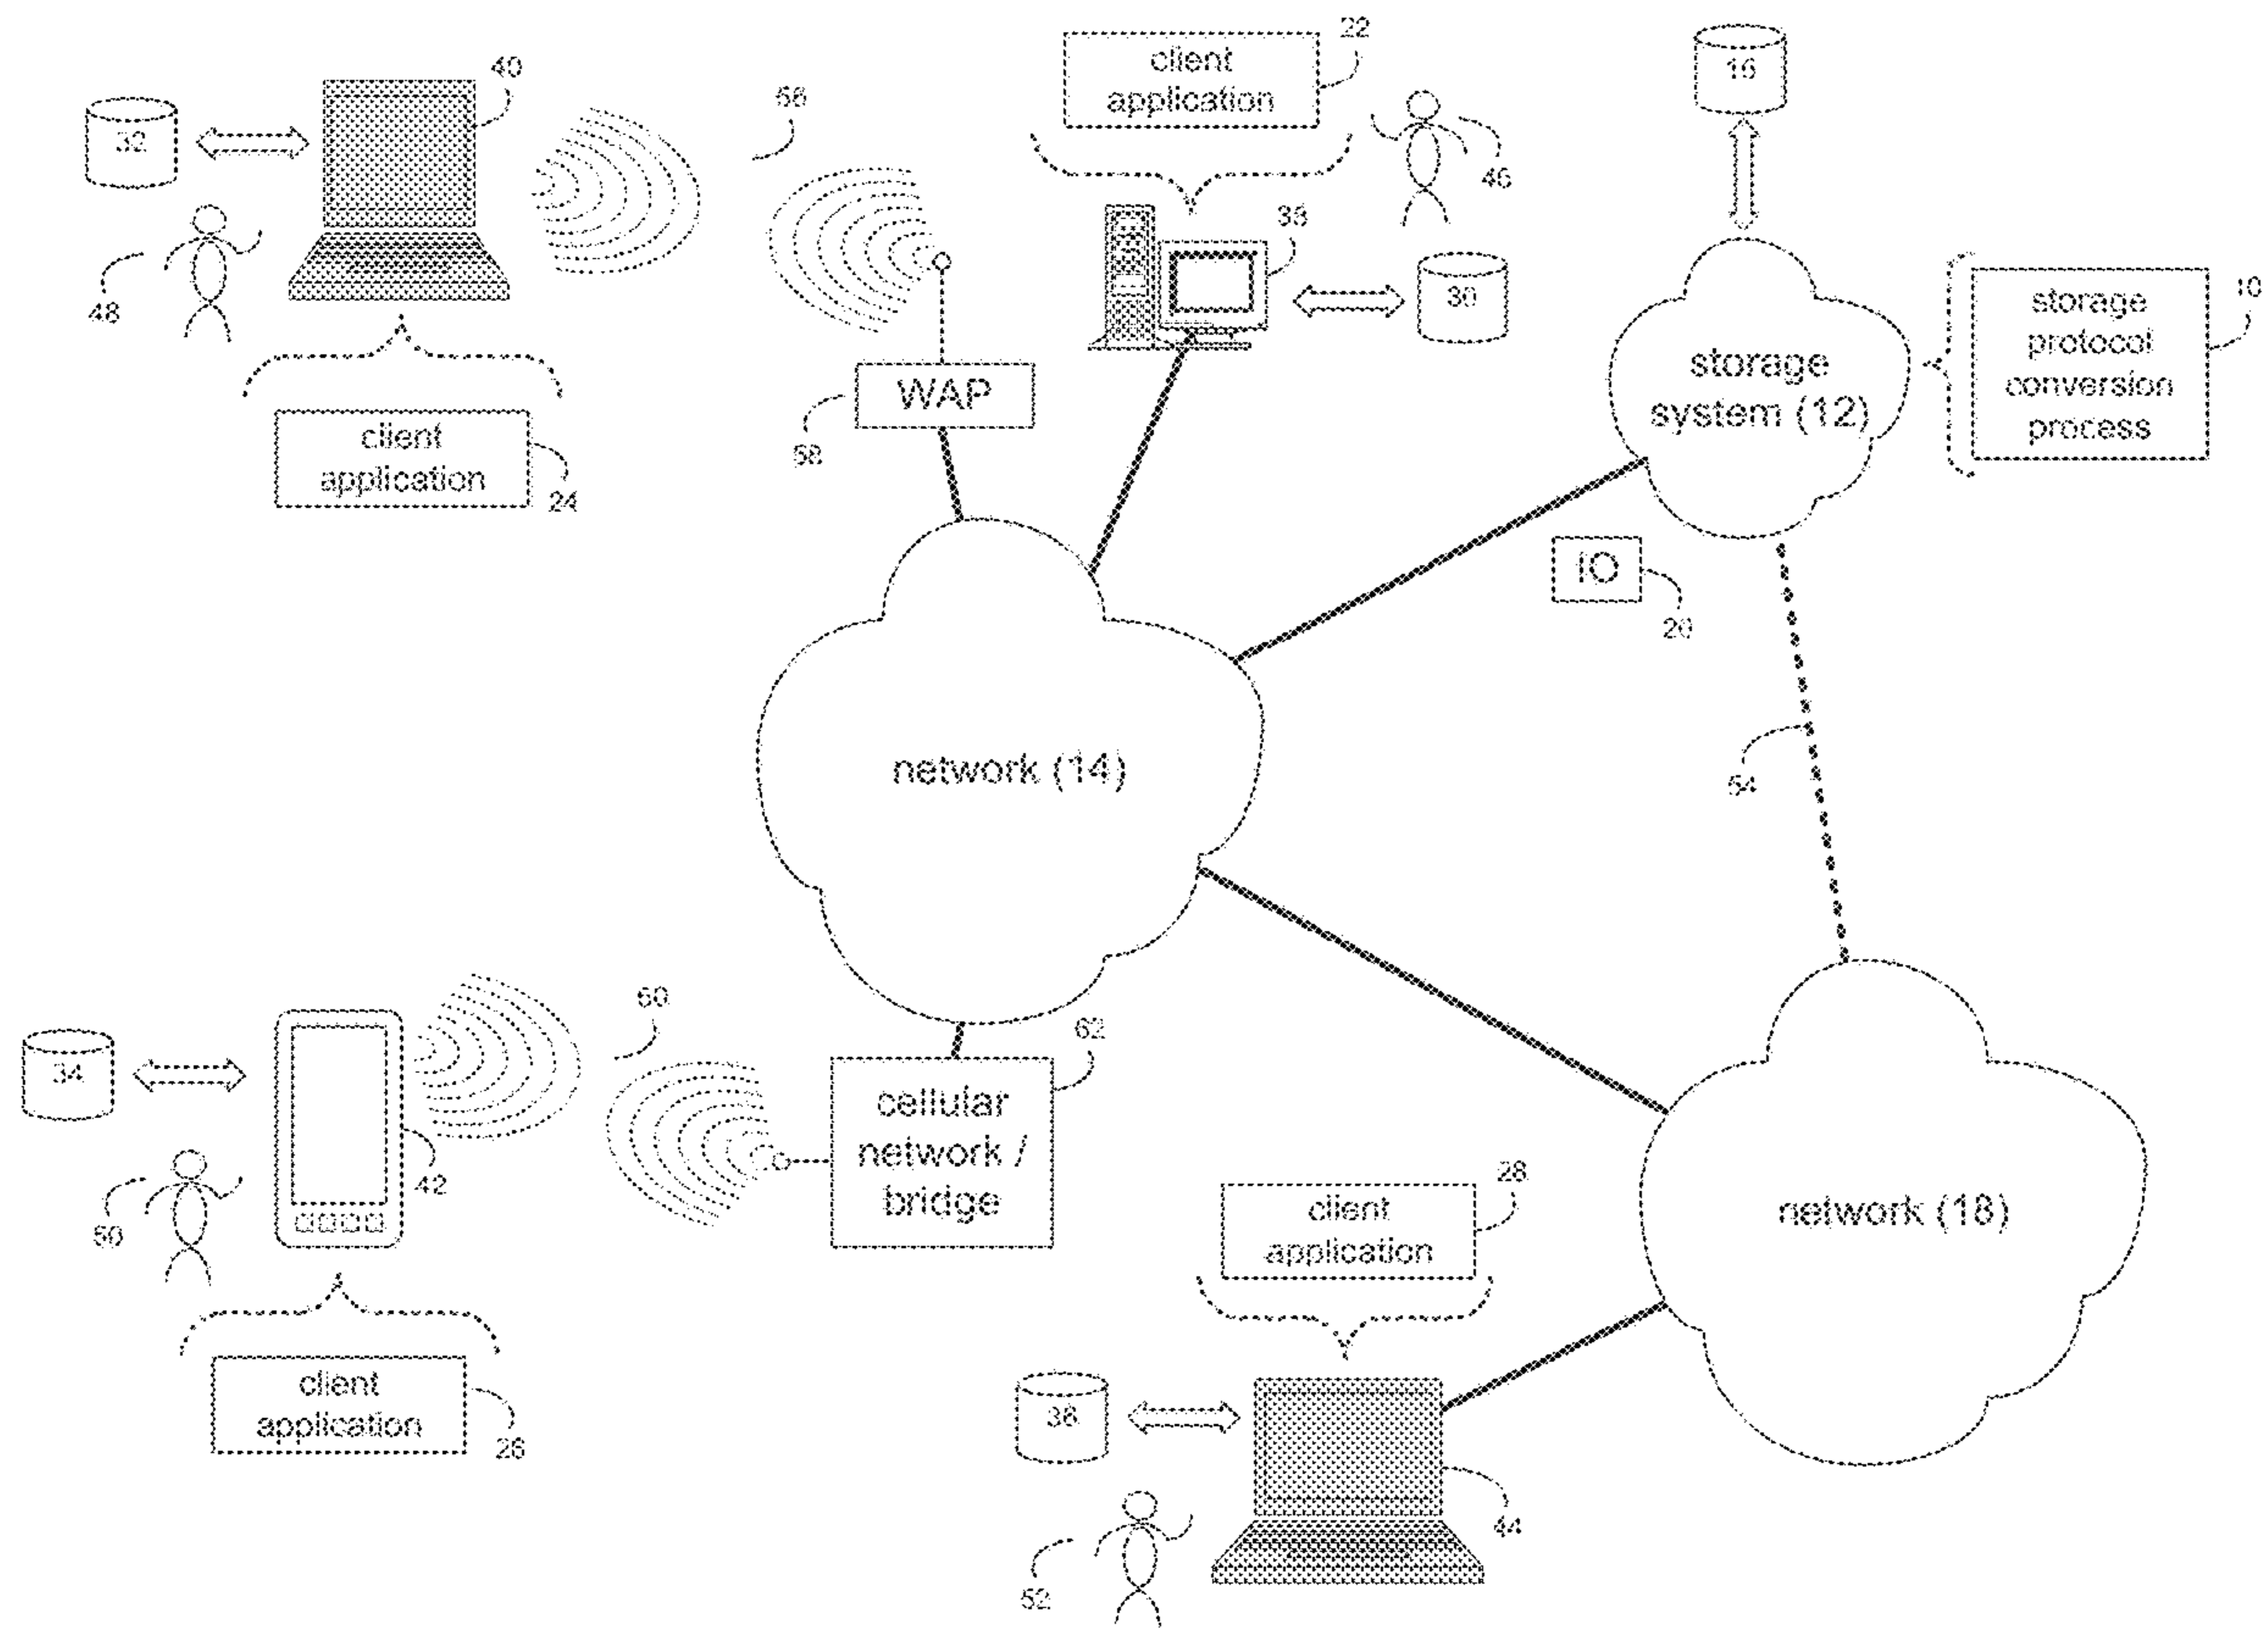 22
client
application
16
40
56
32
46
38
48
30
10
storage
protocol
conversion
process
storage
system (12)
WAP
58
client
application
24
IO
20
network (14)
54
60
62
34
cellular
network /
bridge
42
50
28
client
application
network (18)
client
application
26
36
44
52